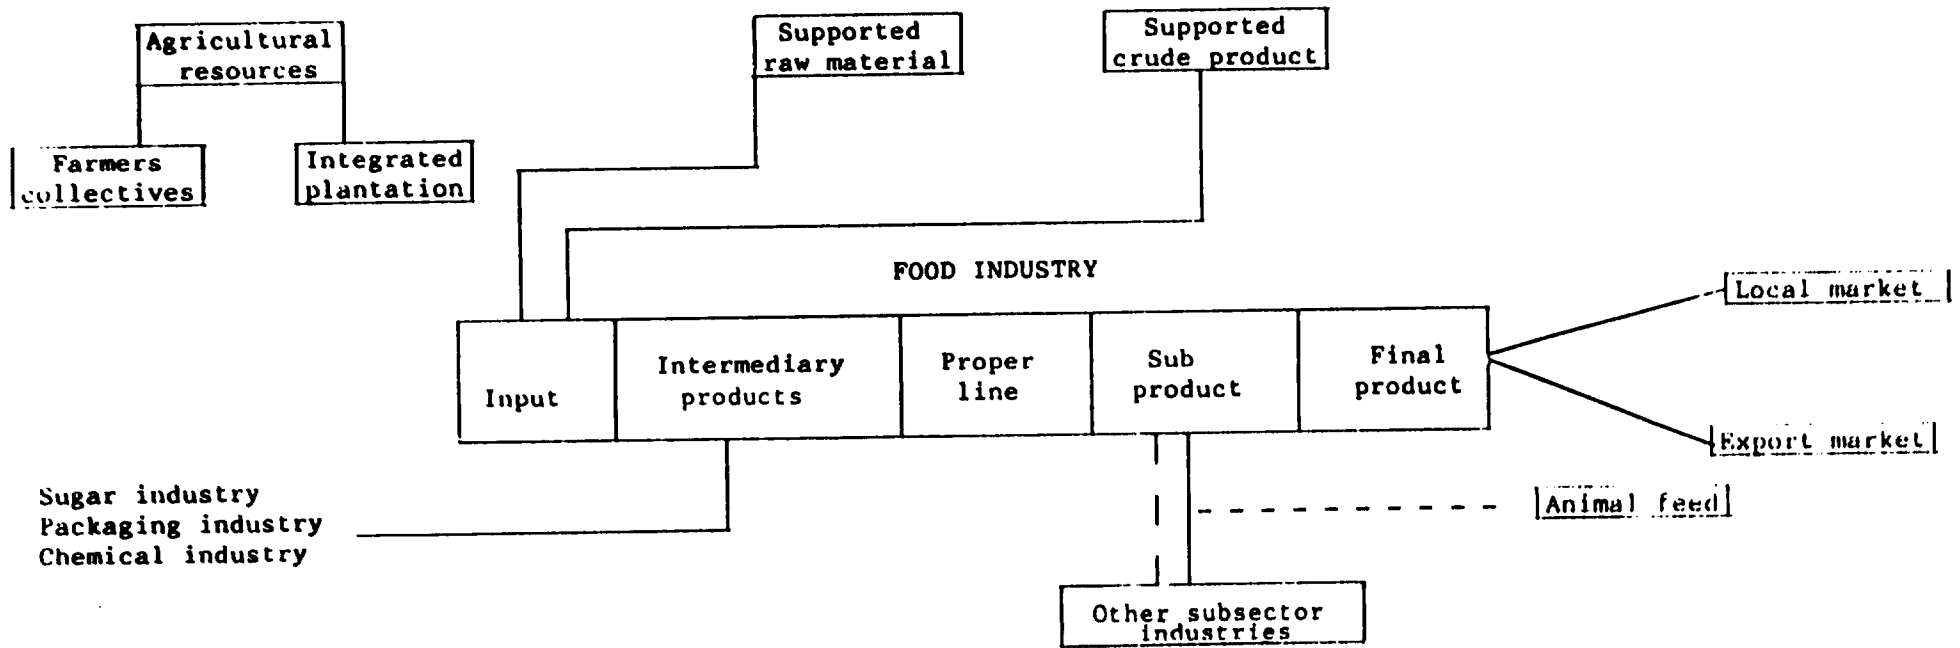 Agricultural
resources
Supported
raw material
Supported
crude product
Farmers
collectives
Integrated
plantation
FOOD INDUSTRY
Local market
Input
Intermediary
products
Proper
line
Sub
product
Final
product
Export market
Sugar industry
Packaging industry
Chemical industry
Animal feed
Other subsector
industries